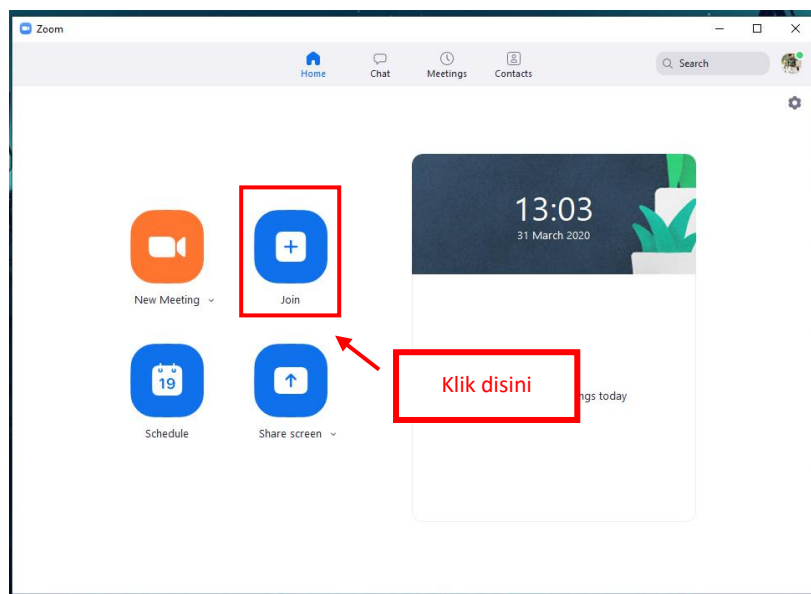 Zoom
Home
Chat
Meetings
Contacts
Search
13:03
31 March 2020
New Meeting
Join
Klik disini
ngs today
19
Schedule
Share screen